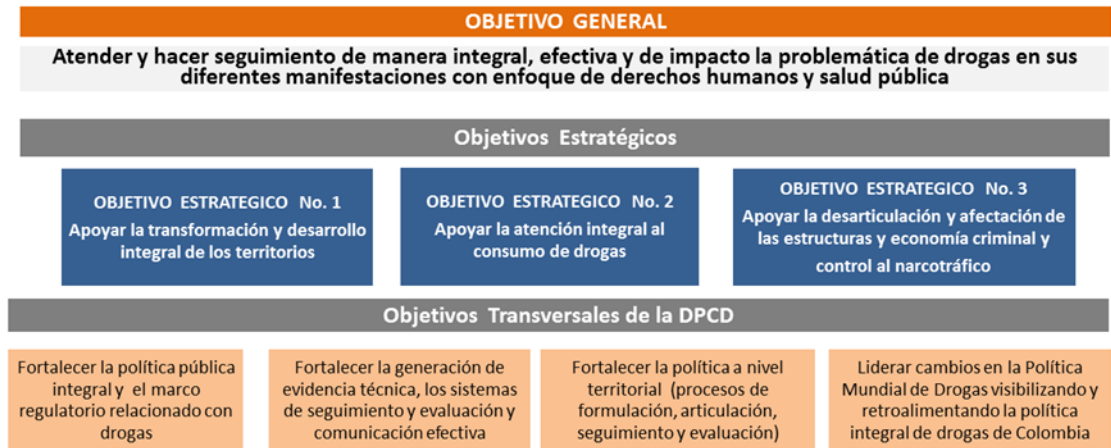 OBJETIVO GENERAL
Atender y hacer seguimiento de manera integral, efectiva y de impacto la problemática de drogas en sus
diferentes manifestaciones con enfoque de derechos humanos y salud pública
Objetivos Estratégicos
OBJETIVO ESTRATEGICO No. 1
Apoyar la transformación y desarrollo
integral de los territorios
OBJETIVO ESTRATEGICO No. 2
Apoyar la atención integral al
consumo de drogas
OBJETIVO ESTRATEGICO No. 3
Apoyar la desarticulación y afectación de
las estructuras y economía criminal y
control al narcotráfico
Objetivos Transversales de la DPCD
Fortalecer la política pública
integral y el marco
regulatorio relacionado con
drogas
Fortalecer la generación de
evidencia técnica, los sistemas
de seguimiento y evaluación y
comunicación efectiva
Fortalecer la política a nivel
territorial (procesos de
formulación, articulación,
seguimiento y evaluación)
Liderar cambios en la Política
Mundial de Drogas visibilizando y
retroalimentando la política
integral de drogas de Colombia